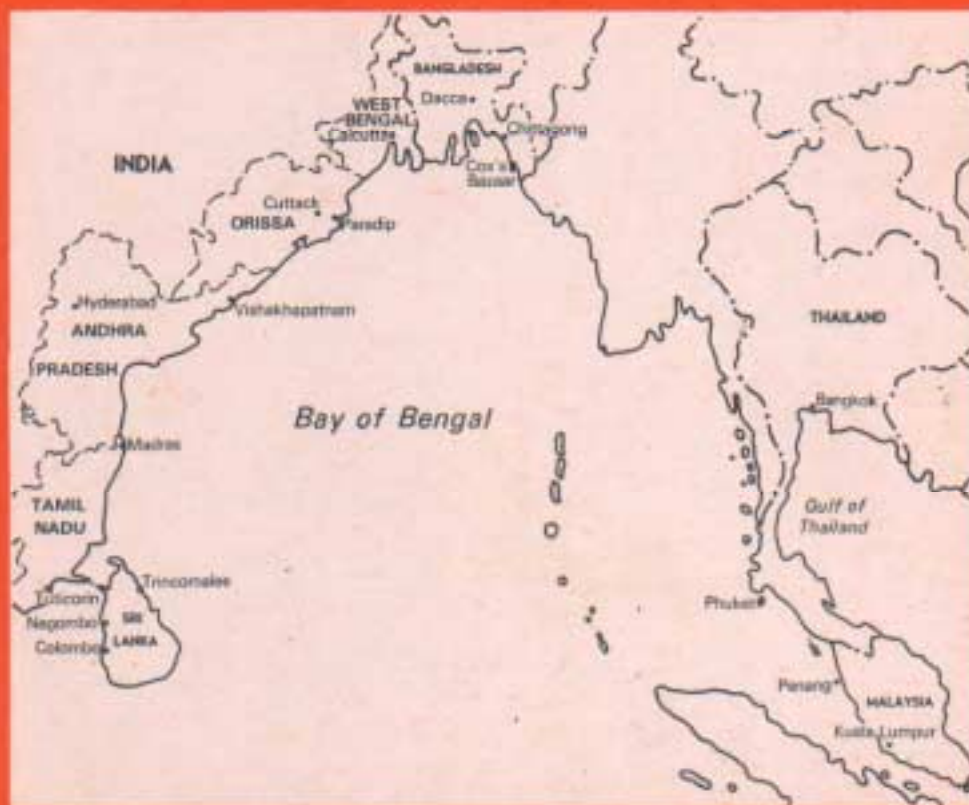 BANGLADESH
Dacca
WEST
BENGAL
Calcutta
Chittagong
Cox's
Bazaar
INDIA
Cuttack
ORISSA
Paradip
Hyderabad
Vishakhapatnam
ANDHRA
PRADESH
THAILAND
Bay of Bengal
Bangkok
Madras
TAMIL
NADU
Gulf of
Thailand
Trincomalee
Tuticorin
Phuket
Negombo
SRI
LANKA
Colombo
Penang
MALAYSIA
Kuala Lumpur